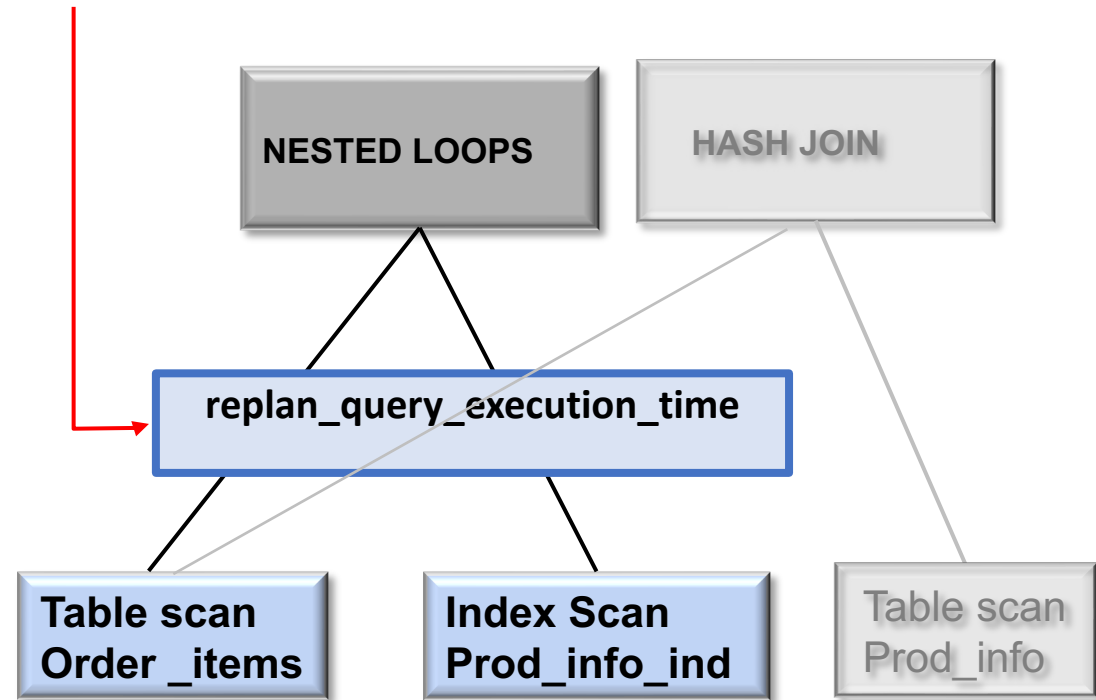 NESTED LOOPS
HASH JOIN
replan_query_execution_time
Table scan
Order _items
Index Scan
Prod_info_ind
Table scan
Prod_info